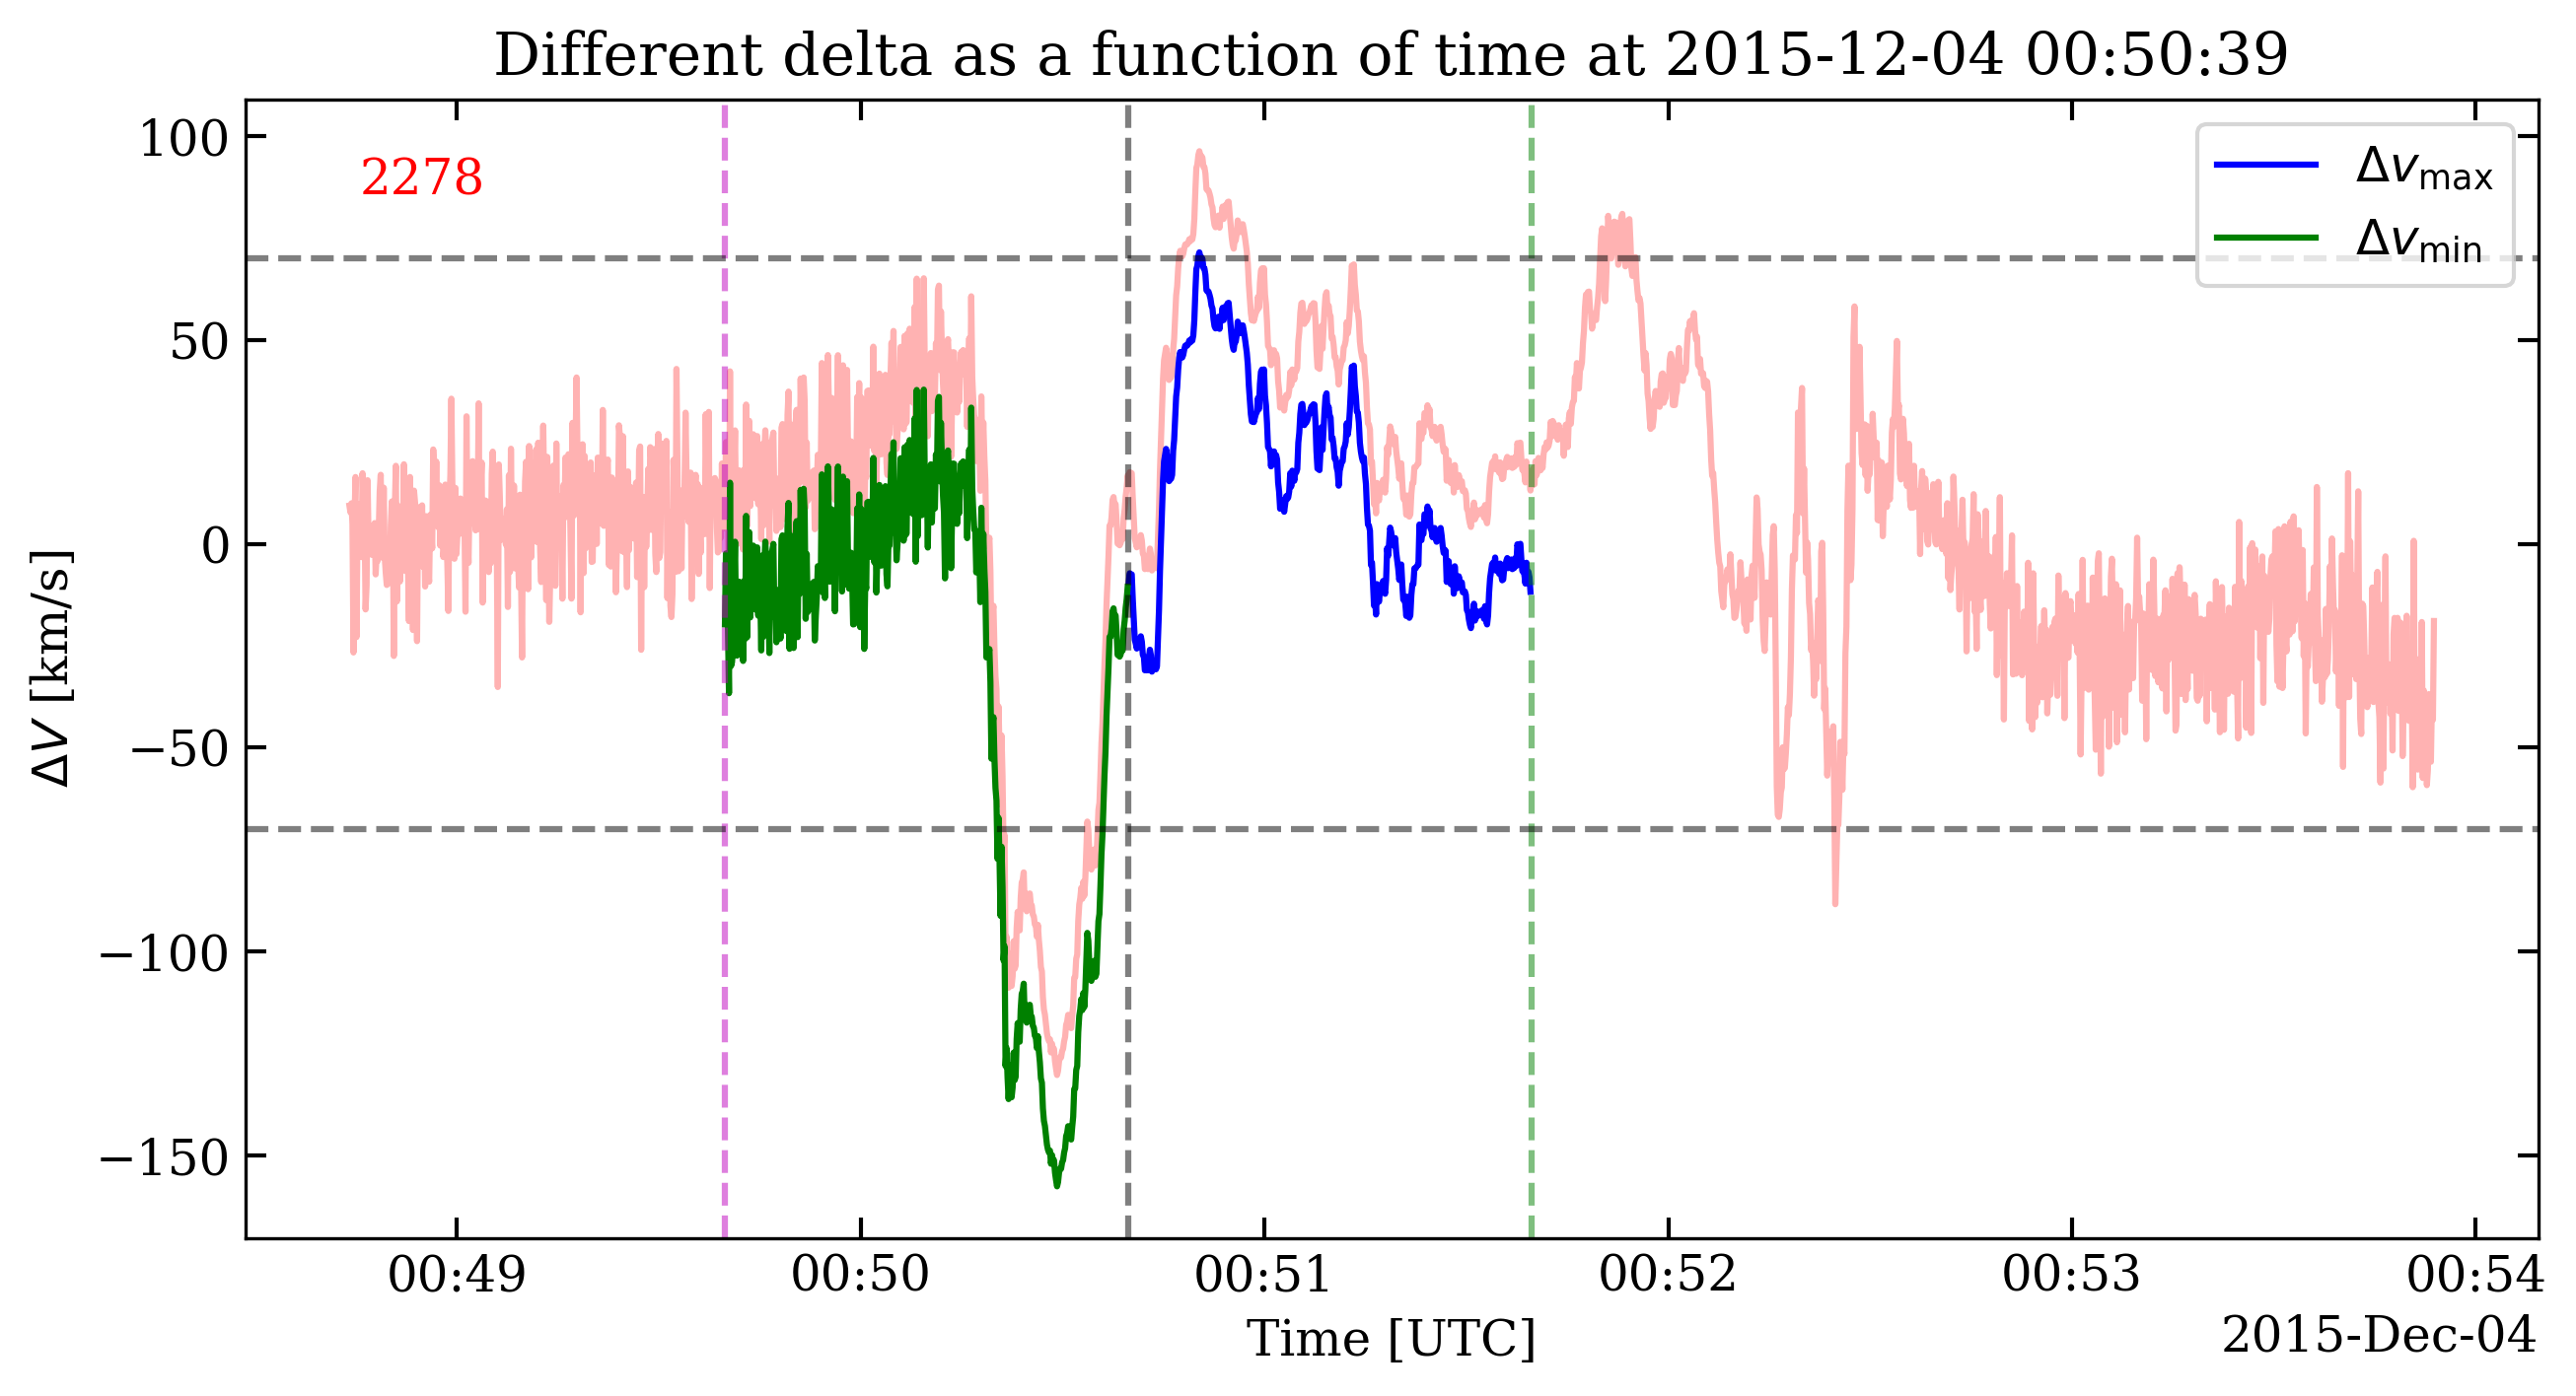 Different delta as a function of time at 2015-12-04 00:50:39
2278
Δvmax
Δvmin
100
50
0
−50
−100
−150
ΔV [km/s]
00:49 00:50 00:51 00:52 00:53 00:54
Time [UTC]
2015-Dec-04